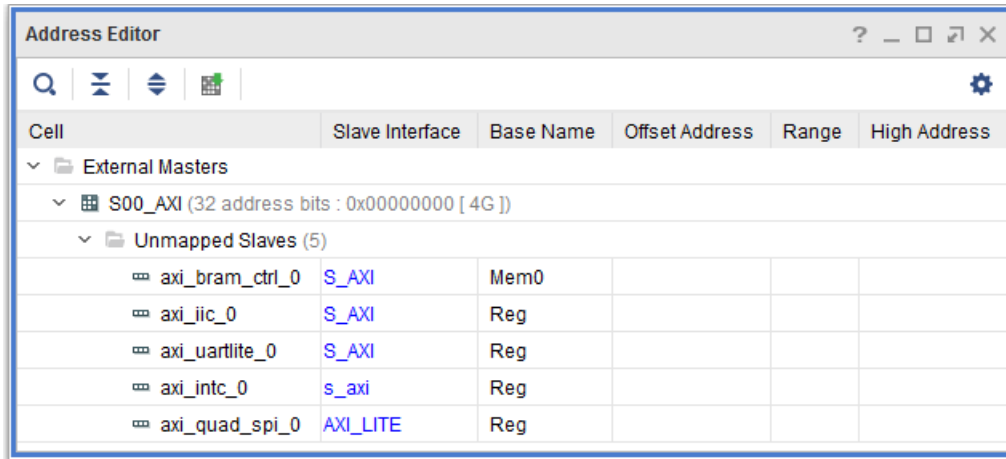 Address Editor
Cell Slave Interface Base Name Offset Address Range High Address
External Masters
S00_AXI (32 address bits : 0x00000000 [ 4G ])
Unmapped Slaves (5)
axi_bram_ctrl_0 S_AXI Mem0
axi_iic_0 S_AXI Reg
axi_uartlite_0 S_AXI Reg
axi_intc_0 s_axi Reg
axi_quad_spi_0 AXI_LITE Reg